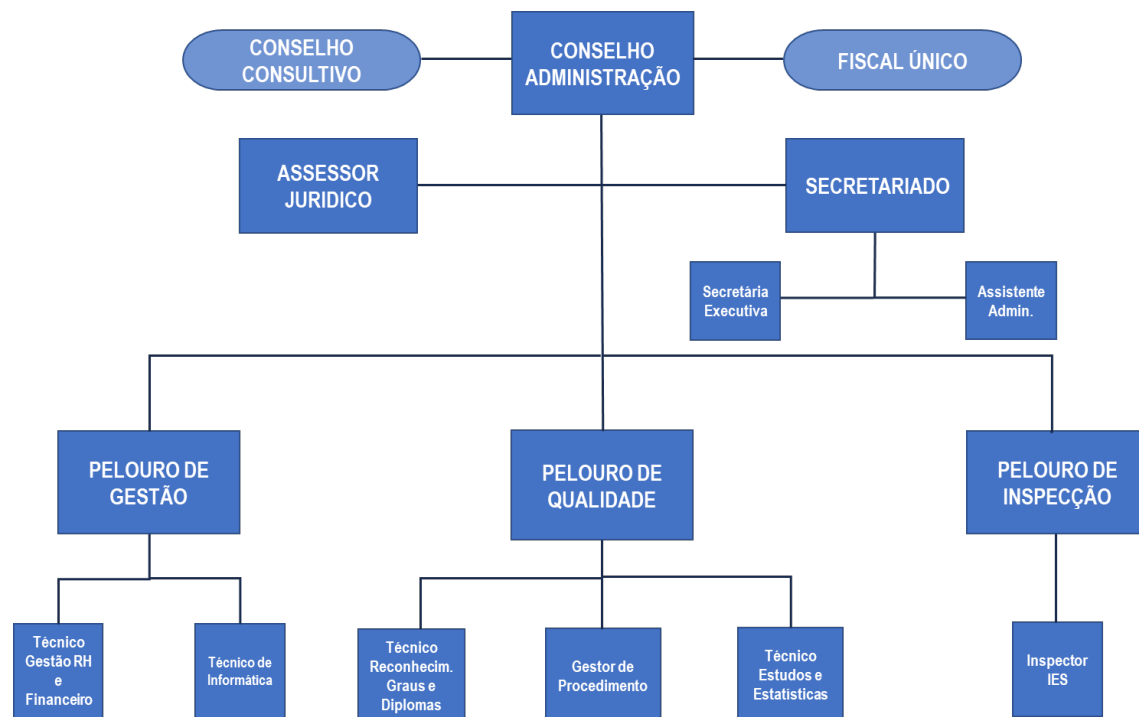 CONSELHO
CONSULTIVO
CONSELHO
ADMINISTRAÇÃO
FISCAL ÚNICO
ASSESSOR
JURIDICO
SECRETARIADO
Secretária
Executiva
Assistente
Admin.
PELOURO DE
GESTÃO
PELOURO DE
QUALIDADE
PELOURO DE
INSPECÇÃO
Técnico
Gestão RH
e
Financeiro
Técnico de
Informática
Técnico
Reconhecim.
Graus e
Diplomas
Gestor de
Procedimento
Técnico
Estudos e
Estatísticas
Inspector
IES